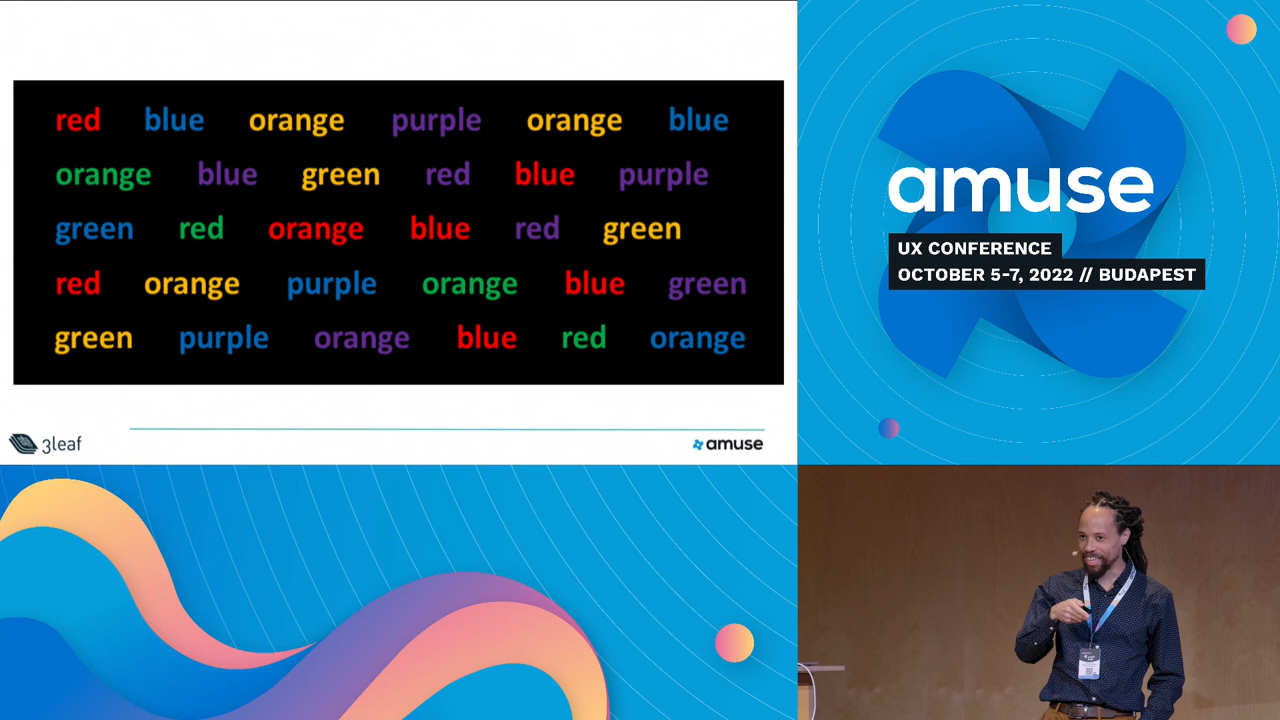 red blue orange purple orange blue
orange blue green red blue purple
green red orange blue red green
red orange purple orange blue green
green purple orange blue red orange
3leaf
amuse
amuse
UX CONFERENCE
OCTOBER 5-7, 2022 // BUDAPEST